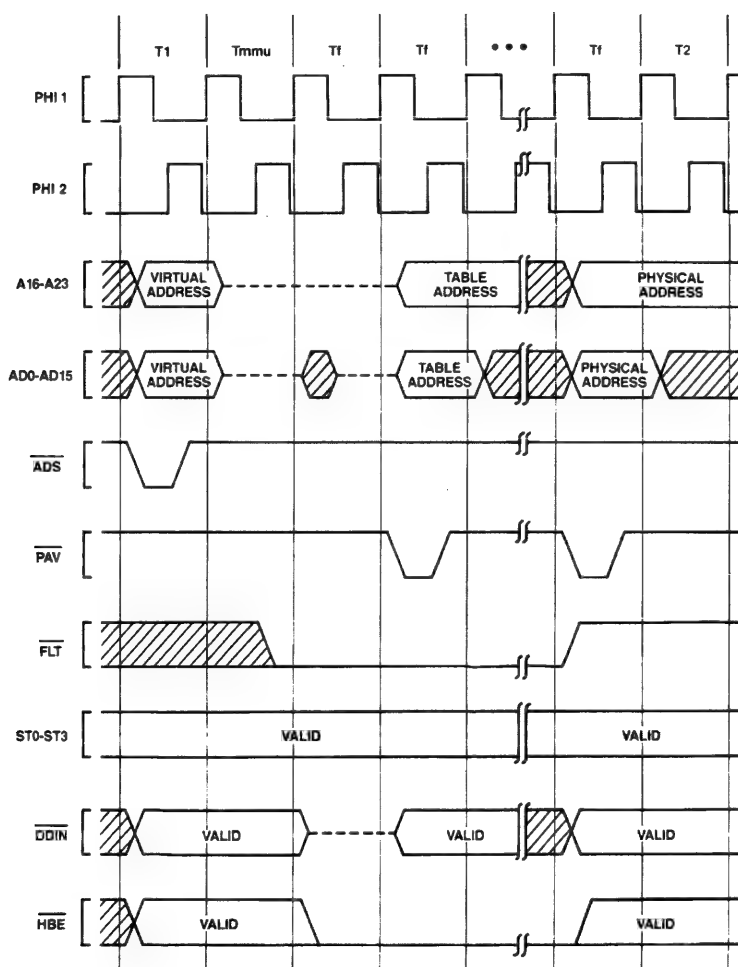 T1 Tmmu Tf Tf ••• Tf T2
PHI 1
PHI 2
A16-A23
VIRTUAL
ADDRESS
TABLE
ADDRESS
PHYSICAL
ADDRESS
AD0-AD15
VIRTUAL
ADDRESS
TABLE
ADDRESS
PHYSICAL
ADDRESS
ADS
PAV
FLT
ST0-ST3
VALID
VALID
DDIN
VALID
VALID
VALID
HBE
VALID
VALID